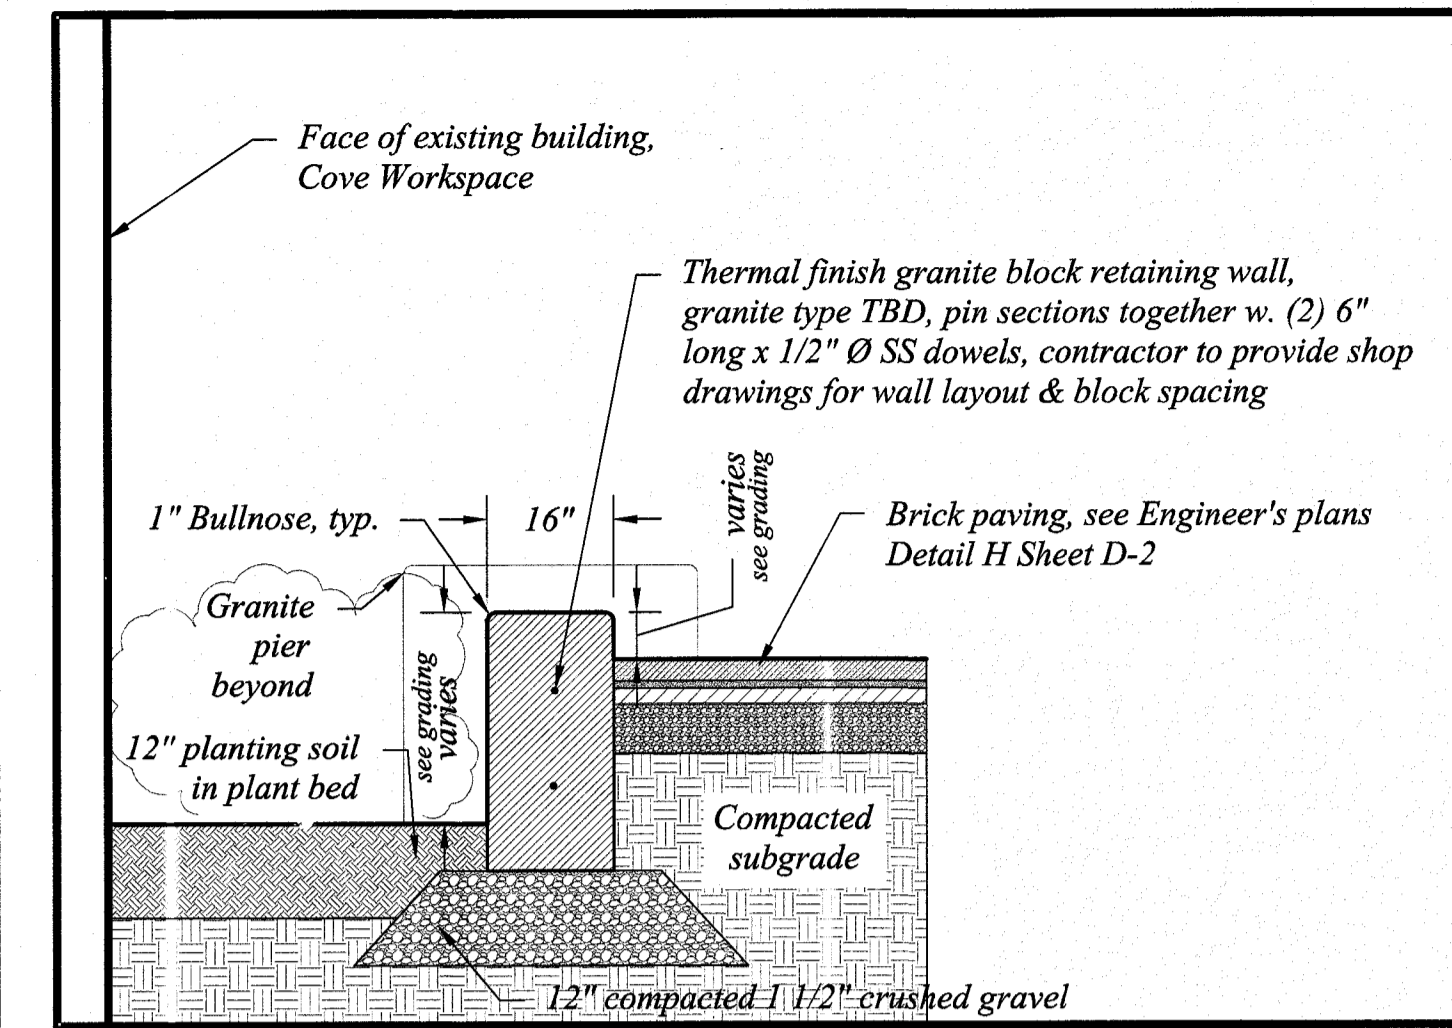 Face of existing building,
Cove Workspace
Thermal finish granite block retaining wall,
granite type TBD, pin sections together w. (2) 6"
long x 1/2" Ø SS dowels, contractor to provide shop
drawings for wall layout & block spacing
varies
see grading
1" Bullnose, typ.
16"
Brick paving, see Engineer's plans
Detail H Sheet D-2
Granite
pier
beyond
see grading
varies
12" planting soil
in plant bed
Compacted
subgrade
12" compacted 1 1/2" crushed gravel